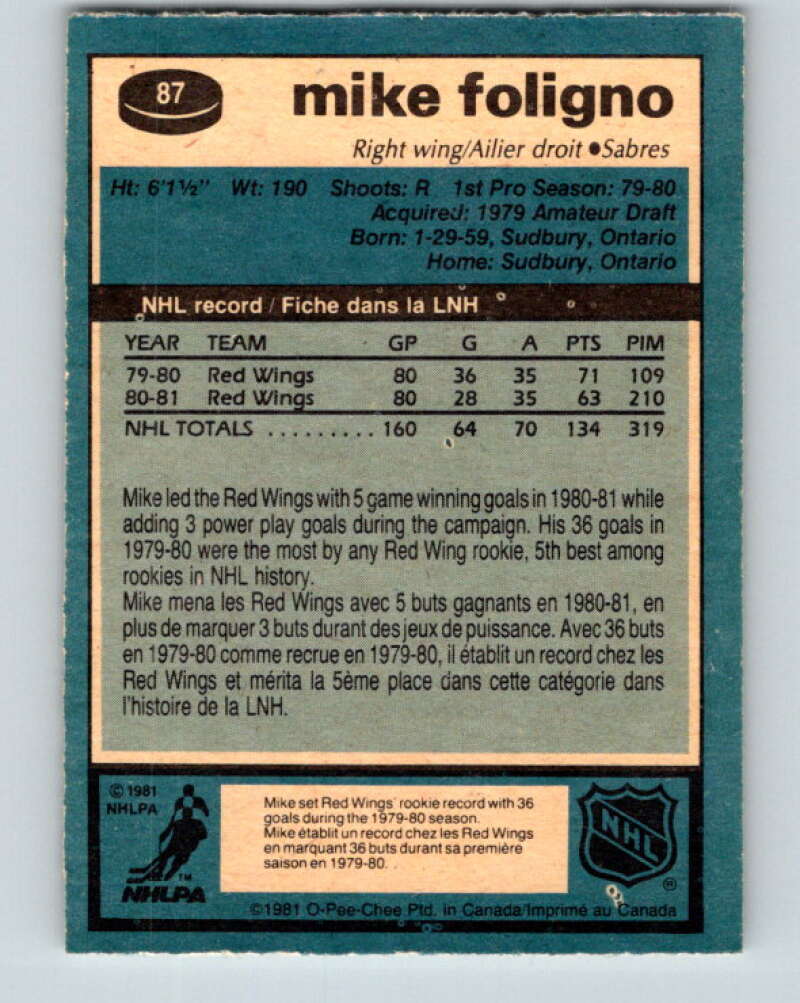 87
mike foligno
Right wing/Ailier droit ●Sabres
Ht: 6'1½" Wt: 190 Shoots: R 1st Pro Season: 79-80
Acquired: 1979 Amateur Draft
Born: 1-29-59, Sudbury, Ontario
Home: Sudbury, Ontario
NHL record / Fiche dans la LNH
YEAR TEAM GP G A PTS PIM
79-80 Red Wings 80 36 35 71 109
80-81 Red Wings 80 28 35 63 210
NHL TOTALS ......... 160 64 70 134 319
Mike led the Red Wings with 5 game winning goals in 1980-81 while
adding 3 power play goals during the campaign. His 36 goals in
1979-80 were the most by any Red Wing rookie, 5th best among
rookies in NHL history.
Mike mena les Red Wings avec 5 buts gagnants en 1980-81, en
plus de marquer 3 buts durant des jeux de puissance. Avec 36 buts
en 1979-80 comme recrue en 1979-80, il établit un record chez les
Red Wings et mérita la 5ème place dans cette catégorie dans
l'histoire de la LNH.
© 1981
NHLPA
TM
NHLPA
Mike set Red Wings' rookie record with 36
goals during the 1979-80 season.
Mike établit un record chez les Red Wings
en marquant 36 buts durant sa première
saison en 1979-80.
NHL
®
©1981 O-Pee-Chee Ptd. in Canada/Imprimé au Canada